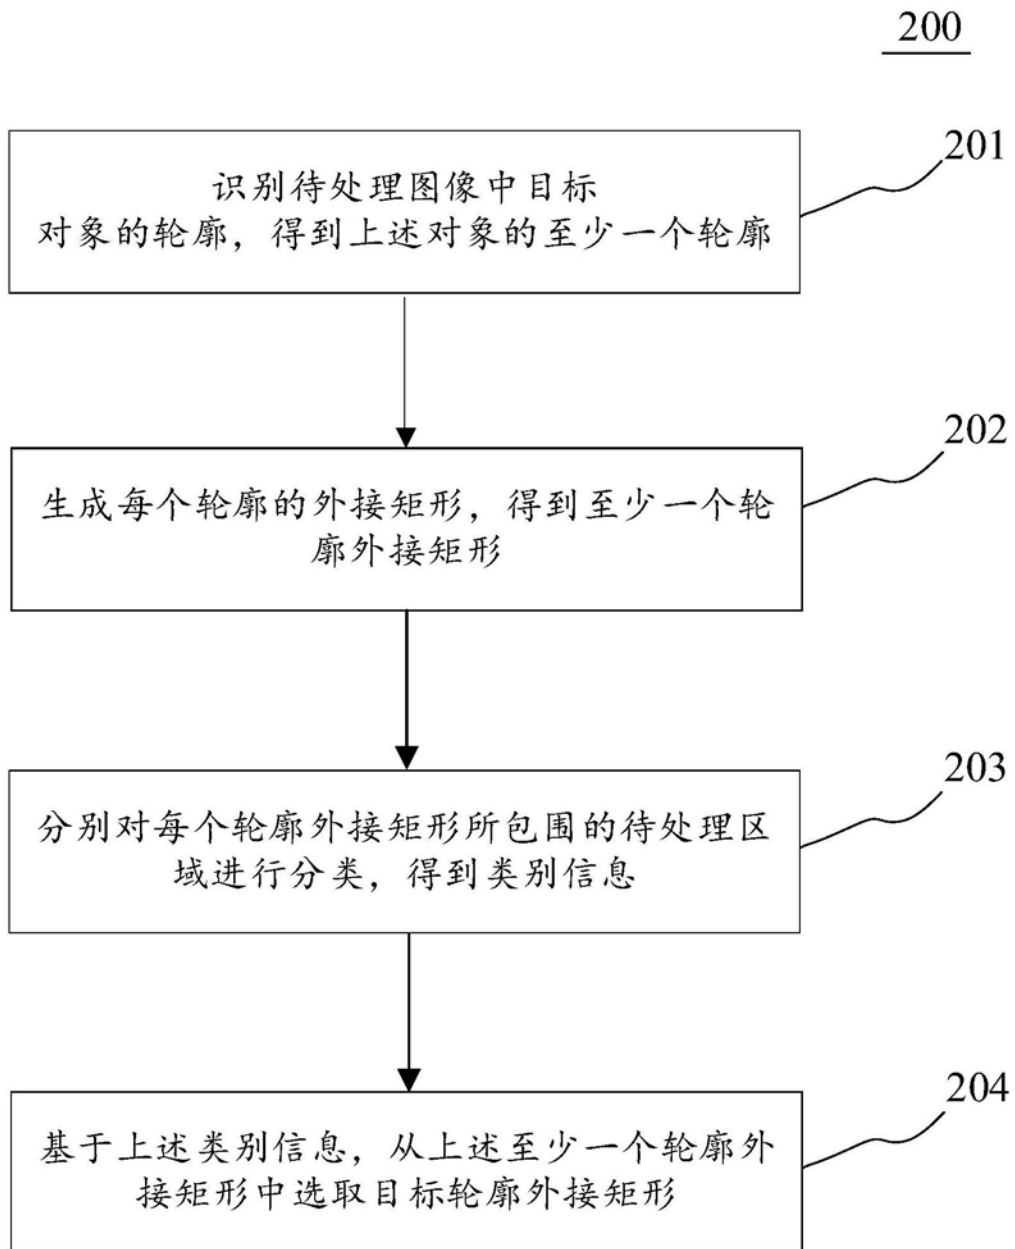 200
识别待处理图像中目标
对象的轮廓，得到上述对象的至少一个轮廓
201
生成每个轮廓的外接矩形，得到至少一个轮
廓外接矩形
202
分别对每个轮廓外接矩形所包围的待处理区
域进行分类，得到类别信息
203
基于上述类别信息，从上述至少一个轮廓外
接矩形中选取目标轮廓外接矩形
204